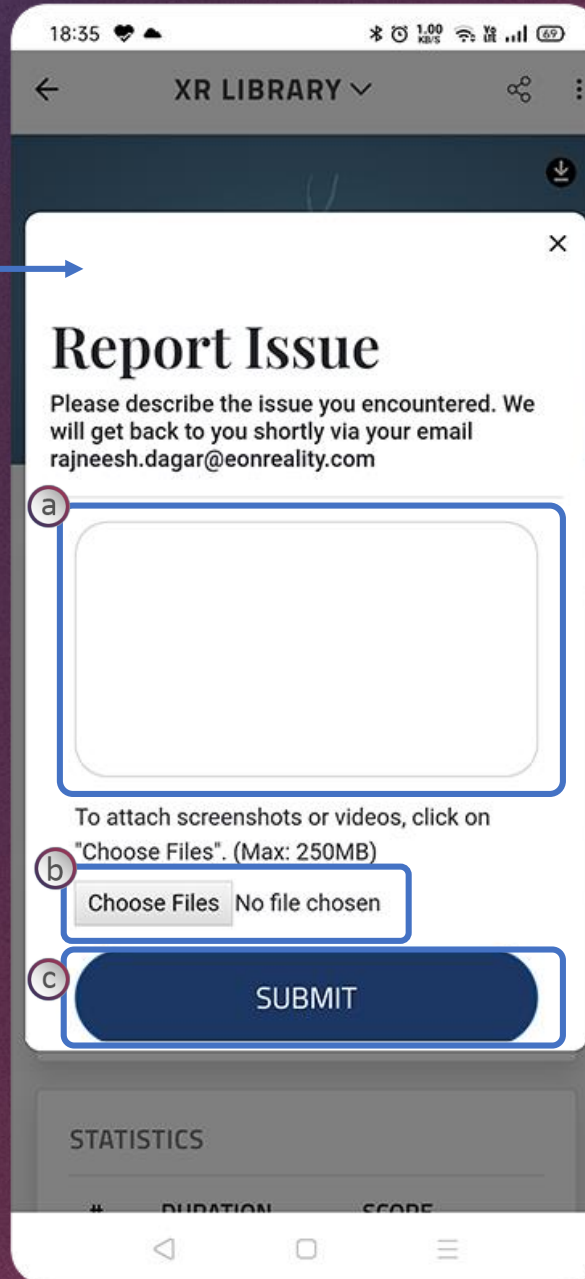 18:35 1.00 KB/S Vo LTE 69
XR LIBRARY
Report Issue
Please describe the issue you encountered. We
will get back to you shortly via your email
rajneesh.dagar@eonreality.com
a
To attach screenshots or videos, click on
"Choose Files". (Max: 250MB)
b
Choose Files No file chosen
c
SUBMIT
STATISTICS
# DURATION SCORE